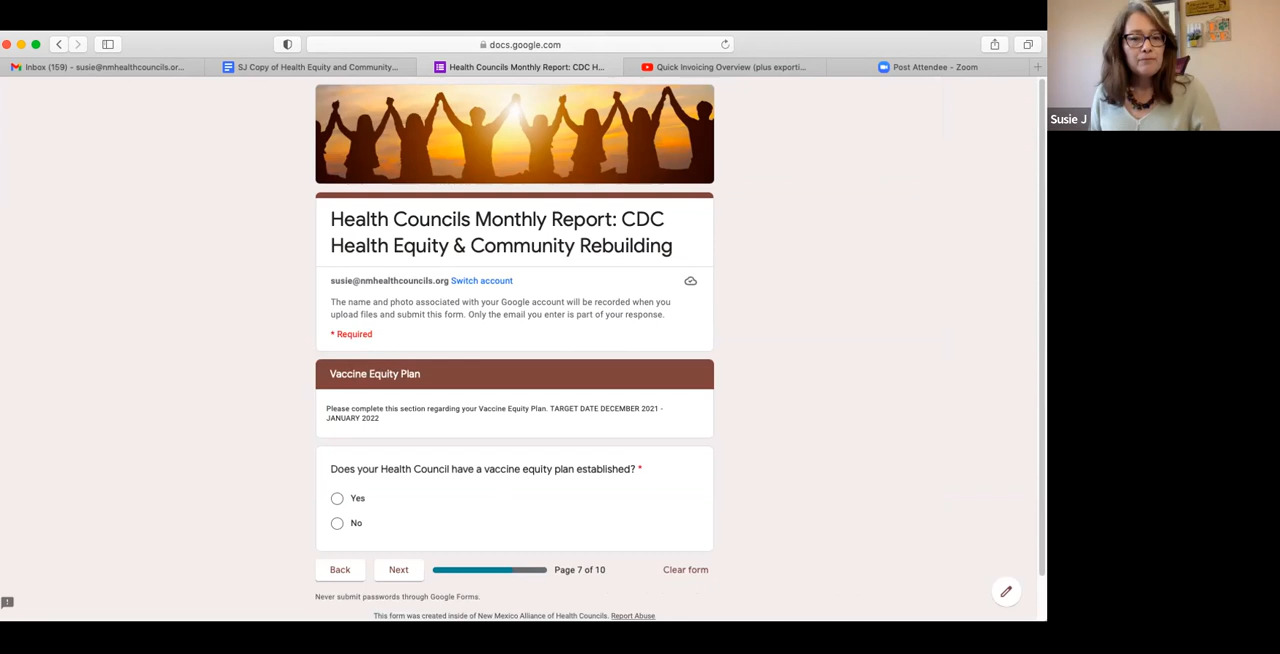 docs.google.com
Inbox (159) - susie@nmhealthcouncils.or...
SJ Copy of Health Equity and Community...
Health Councils Monthly Report: CDC H...
Quick Invoicing Overview (plus exporti...
Post Attendee - Zoom
Susie J
Health Councils Monthly Report: CDC
Health Equity & Community Rebuilding
susie@nmhealthcouncils.org Switch account
The name and photo associated with your Google account will be recorded when you
upload files and submit this form. Only the email you enter is part of your response.
* Required
Vaccine Equity Plan
Please complete this section regarding your Vaccine Equity Plan. TARGET DATE DECEMBER 2021 -
JANUARY 2022
Does your Health Council have a vaccine equity plan established? *
Yes
No
Back
Next
Page 7 of 10
Clear form
Never submit passwords through Google Forms.
This form was created inside of New Mexico Alliance of Health Councils. Report Abuse